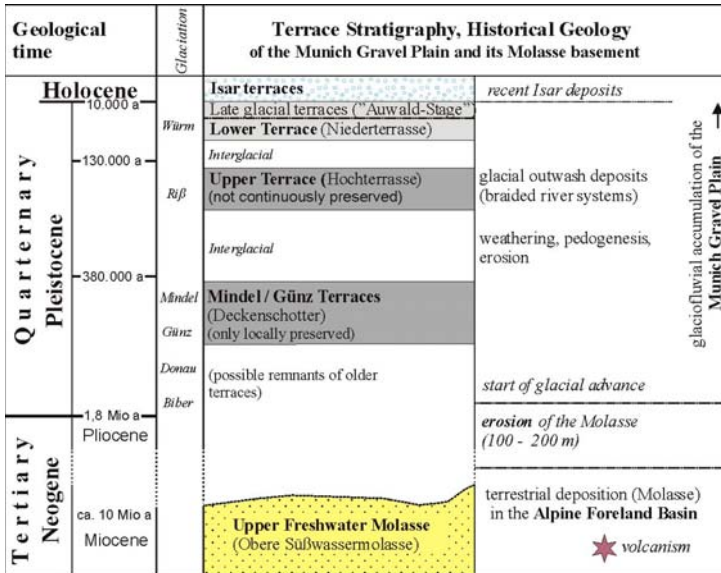 Geological
time
Glaciation
Terrace Stratigraphy, Historical Geology
of the Munich Gravel Plain and its Molasse basement
Holocene
10.000 a
Isar terraces
recent Isar deposits
Late glacial terraces ("Auwald-Stage")
Würm
Lower Terrace (Niederterrasse)
130.000 a
Interglacial
Riß
Upper Terrace (Hochterrasse)
(not continuously preserved)
glacial outwash deposits
(braided river systems)
Interglacial
weathering, pedogenesis,
erosion
380.000 a
Mindel
Günz
Mindel / Günz Terraces
(Deckenschotter)
(only locally preserved)
Donau
Biber
(possible remnants of older
terraces)
start of glacial advance
glaciofluvial accumulation of the
Munich Gravel Plain
Quarternary
Pleistocene
1,8 Mio a
Pliocene
erosion of the Molasse
(100 - 200 m)
Tertiary
Neogene
ca. 10 Mio a
Miocene
Upper Freshwater Molasse
(Obere Süßwassermolasse)
terrestrial deposition (Molasse)
in the Alpine Foreland Basin
volcanism